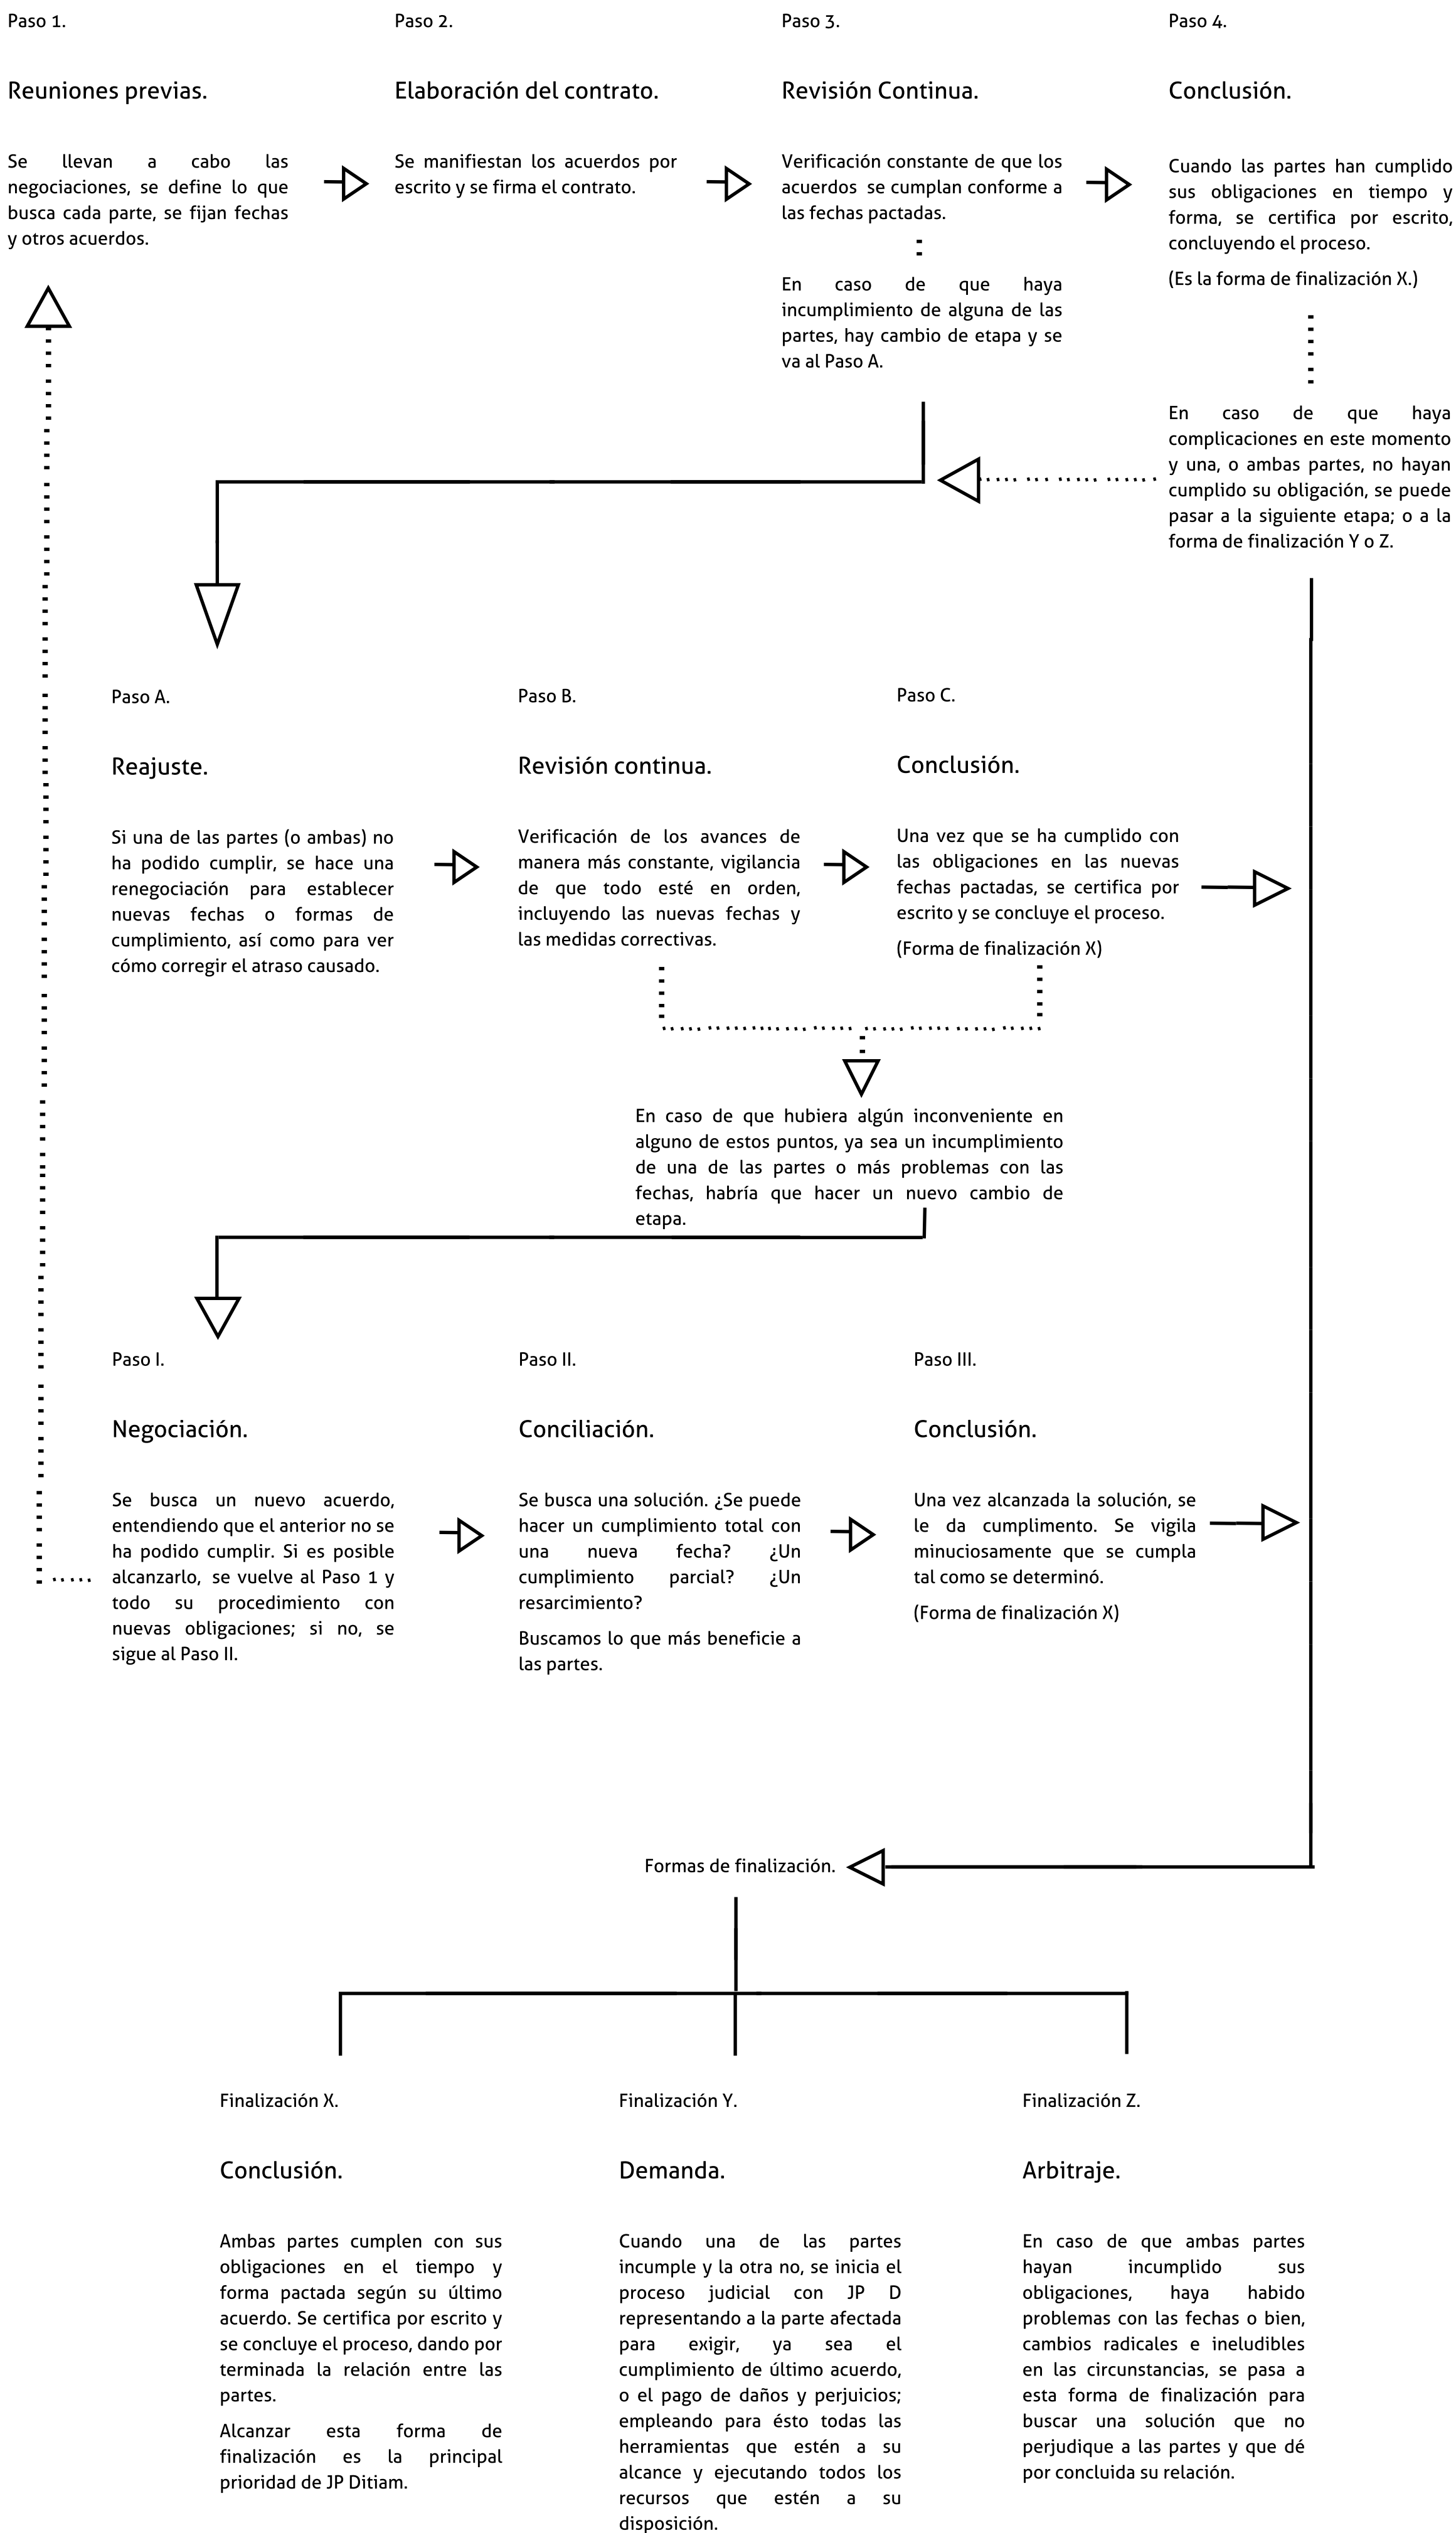 Paso 1.
Reuniones previas.
Se llevan a cabo las
negociaciones, se define lo que
busca cada parte, se fijan fechas
y otros acuerdos.
Paso 2.
Elaboración del contrato.
Se manifiestan los acuerdos por
escrito y se firma el contrato.
Paso 3.
Revisión Continua.
Verificación constante de que los
acuerdos se cumplan conforme a
las fechas pactadas.
En caso de que haya
incumplimiento de alguna de las
partes, hay cambio de etapa y se
va al Paso A.
Paso 4.
Conclusión.
Cuando las partes han cumplido
sus obligaciones en tiempo y
forma, se certifica por escrito,
concluyendo el proceso.
(Es la forma de finalización X.)
En caso de que haya
complicaciones en este momento
y una, o ambas partes, no hayan
cumplido su obligación, se puede
pasar a la siguiente etapa; o a la
forma de finalización Y o Z.
Paso A.
Reajuste.
Si una de las partes (o ambas) no
ha podido cumplir, se hace una
renegociación para establecer
nuevas fechas o formas de
cumplimiento, así como para ver
cómo corregir el atraso causado.
Paso B.
Revisión continua.
Verificación de los avances de
manera más constante, vigilancia
de que todo esté en orden,
incluyendo las nuevas fechas y
las medidas correctivas.
Paso C.
Conclusión.
Una vez que se ha cumplido con
las obligaciones en las nuevas
fechas pactadas, se certifica por
escrito y se concluye el proceso.
(Forma de finalización X)
En caso de que hubiera algún inconveniente en
alguno de estos puntos, ya sea un incumplimiento
de una de las partes o más problemas con las
fechas, habría que hacer un nuevo cambio de
etapa.
Paso I.
Negociación.
Se busca un nuevo acuerdo,
entendiendo que el anterior no se
ha podido cumplir. Si es posible
alcanzarlo, se vuelve al Paso 1 y
todo su procedimiento con
nuevas obligaciones; si no, se
sigue al Paso II.
Paso II.
Conciliación.
Se busca una solución. ¿Se puede
hacer un cumplimiento total con
una nueva fecha? ¿Un
cumplimiento parcial? ¿Un
resarcimiento?
Buscamos lo que más beneficie a
las partes.
Paso III.
Conclusión.
Una vez alcanzada la solución, se
le da cumplimento. Se vigila
minuciosamente que se cumpla
tal como se determinó.
(Forma de finalización X)
Formas de finalización.
Finalización X.
Conclusión.
Ambas partes cumplen con sus
obligaciones en el tiempo y
forma pactada según su último
acuerdo. Se certifica por escrito y
se concluye el proceso, dando por
terminada la relación entre las
partes.
Alcanzar esta forma de
finalización es la principal
prioridad de JP Ditiam.
Finalización Y.
Demanda.
Cuando una de las partes
incumple y la otra no, se inicia el
proceso judicial con JP D
representando a la parte afectada
para exigir, ya sea el
cumplimiento de último acuerdo,
o el pago de daños y perjuicios;
empleando para ésto todas las
herramientas que estén a su
alcance y ejecutando todos los
recursos que estén a su
disposición.
Finalización Z.
Arbitraje.
En caso de que ambas partes
hayan incumplido sus
obligaciones, haya habido
problemas con las fechas o bien,
cambios radicales e ineludibles
en las circunstancias, se pasa a
esta forma de finalización para
buscar una solución que no
perjudique a las partes y que dé
por concluida su relación.